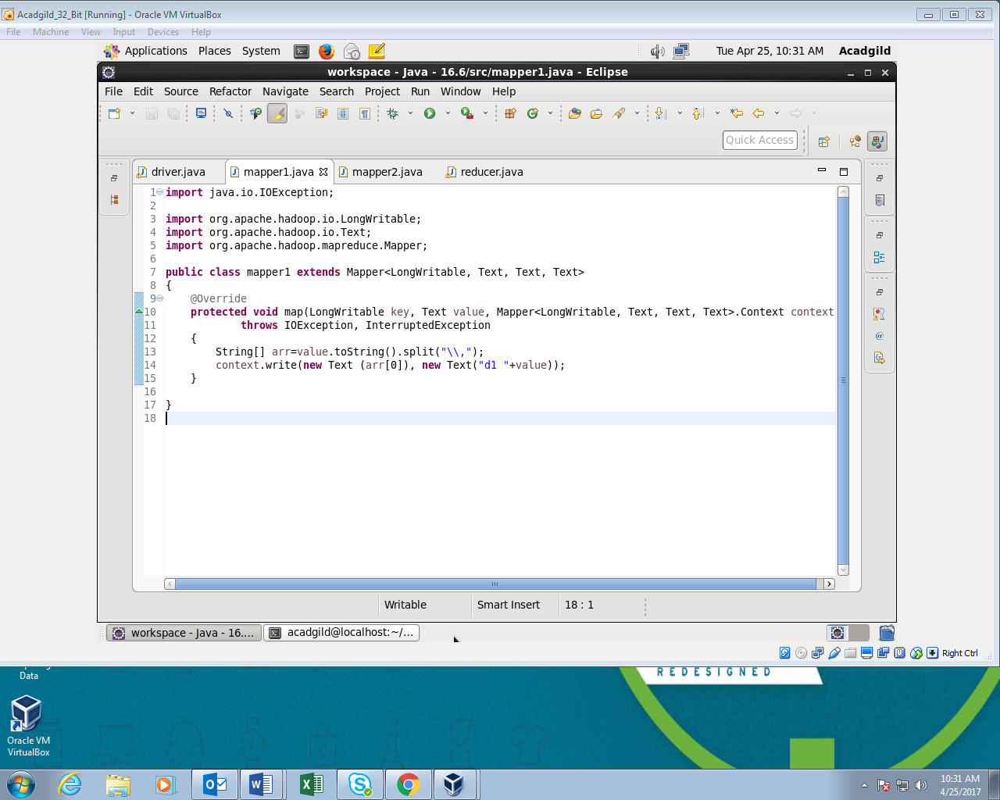 Acadgild_32_Bit [Running] - Oracle VM VirtualBox
File Machine View Input Devices Help
Applications Places System Tue Apr 25, 10:31 AM Acadgild
workspace - Java - 16.6/src/mapper1.java - Eclipse
File Edit Source Refactor Navigate Search Project Run Window Help
Quick Access
driver.java mapper1.java mapper2.java reducer.java
1 import java.io.IOException;
2
3 import org.apache.hadoop.io.LongWritable;
4 import org.apache.hadoop.io.Text;
5 import org.apache.hadoop.mapreduce.Mapper;
6
7 public class mapper1 extends Mapper<LongWritable, Text, Text, Text>
8 {
9 @Override
10 protected void map(LongWritable key, Text value, Mapper<LongWritable, Text, Text, Text>.Context context
11 throws IOException, InterruptedException
12 {
13 String[] arr=value.toString().split("\\,");
14 context.write(new Text (arr[0]), new Text("d1 "+value));
15 }
16
17 }
18
Writable Smart Insert 18 : 1
workspace - Java - 16.... acadgild@localhost:~/...
Right Ctrl
Data
REDESIGNED
Oracle VM
VirtualBox
10:31 AM
4/25/2017